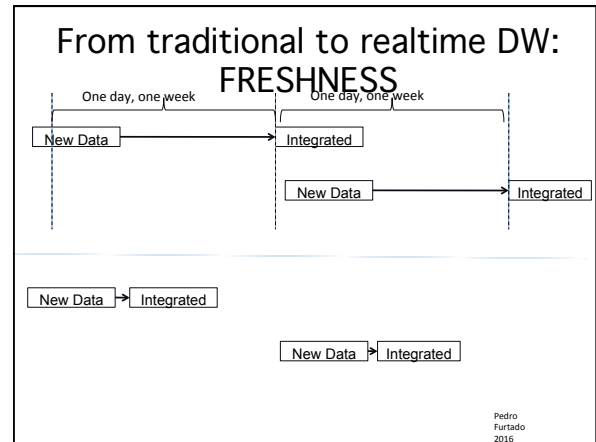 From traditional to realtime DW:
FRESHNESS
One day, one week
One day, one week
New Data
Integrated
New Data
Integrated
New Data
Integrated
New Data
Integrated
Pedro
Furtado
2016